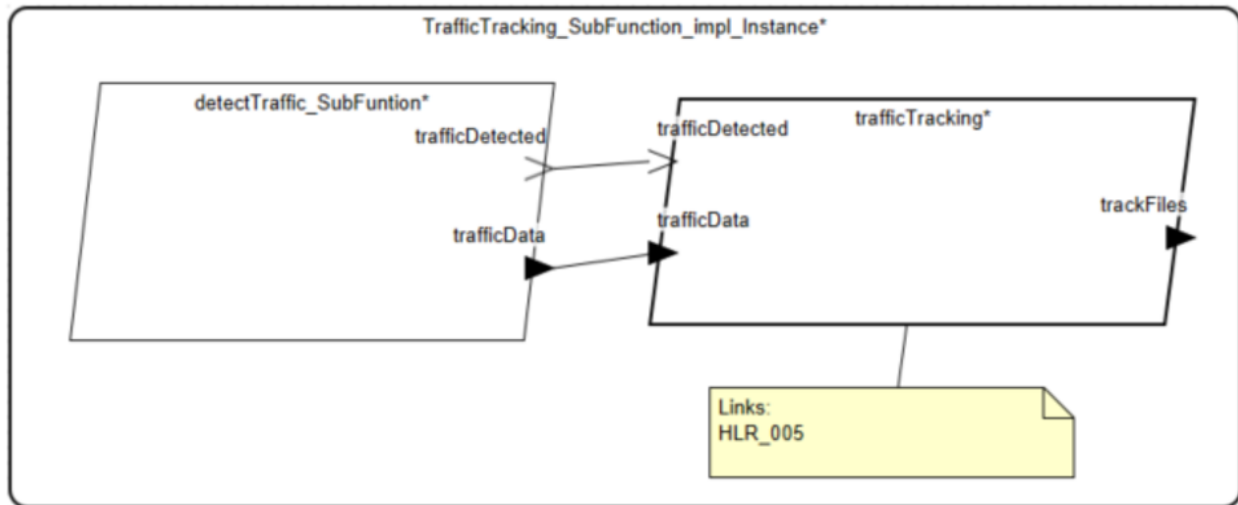 TrafficTracking_SubFunction_impl_Instance*
detectTraffic_SubFuntion*
trafficDetected
trafficData
trafficTracking*
trafficDetected
trafficData
trackFiles
Links:
HLR_005